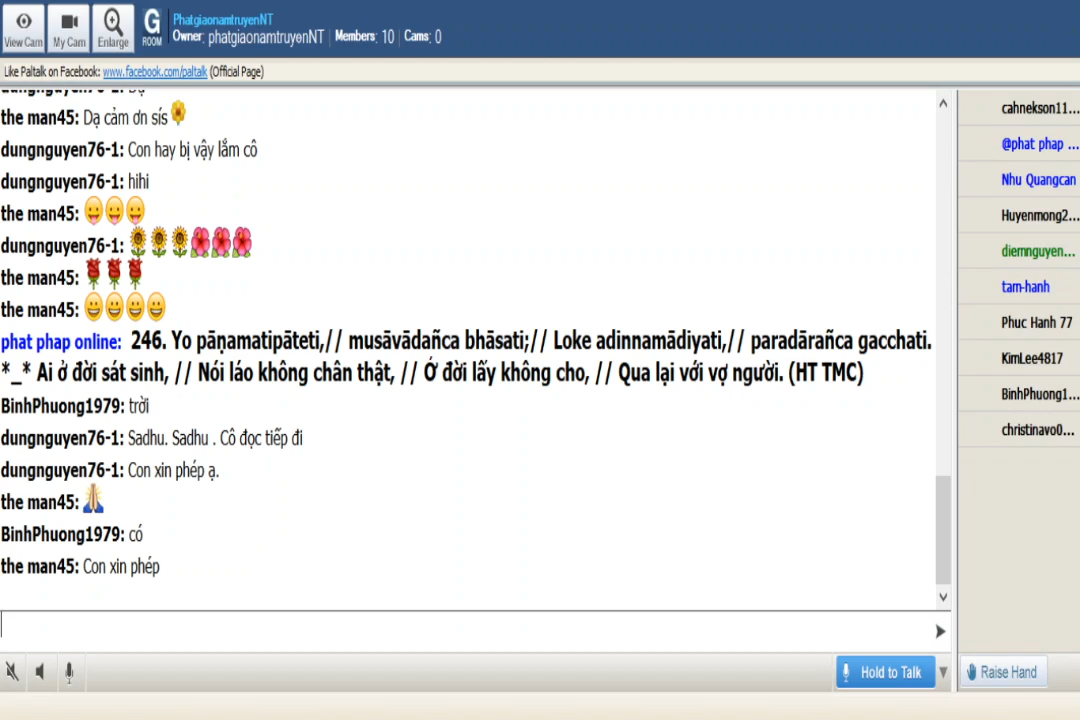 PhatgiaonamtruyenNT
View Cam My Cam Enlarge G ROOM Owner: phatgiaonamtruyenNT Members: 10 Cams: 0
Like Paltalk on Facebook: www.facebook.com/paltalk (Official Page)
the man45: Dạ cảm ơn sís
dungnguyen76-1: Con hay bị vậy lắm cô
dungnguyen76-1: hihi
the man45:
dungnguyen76-1:
the man45:
the man45:
phat phap online: 246. Yo pāṇamatipāteti,// musāvādañca bhāsati;// Loke adinnamādiyati,// paradārañca gacchati.
*_* Ai ở đời sát sinh, // Nói láo không chân thật, // Ở đời lấy không cho, // Qua lại với vợ người. (HT TMC)
BinhPhuong1979: trời
dungnguyen76-1: Sadhu. Sadhu . Cô đọc tiếp đi
dungnguyen76-1: Con xin phép ạ.
the man45:
BinhPhuong1979: có
the man45: Con xin phép
cahnekson11...
@phat phap ...
Nhu Quangcan
Huyenmong2...
diemnguyen...
tam-hanh
Phuc Hanh 77
KimLee4817
BinhPhuong1...
christinavo0...
Hold to Talk
Raise Hand